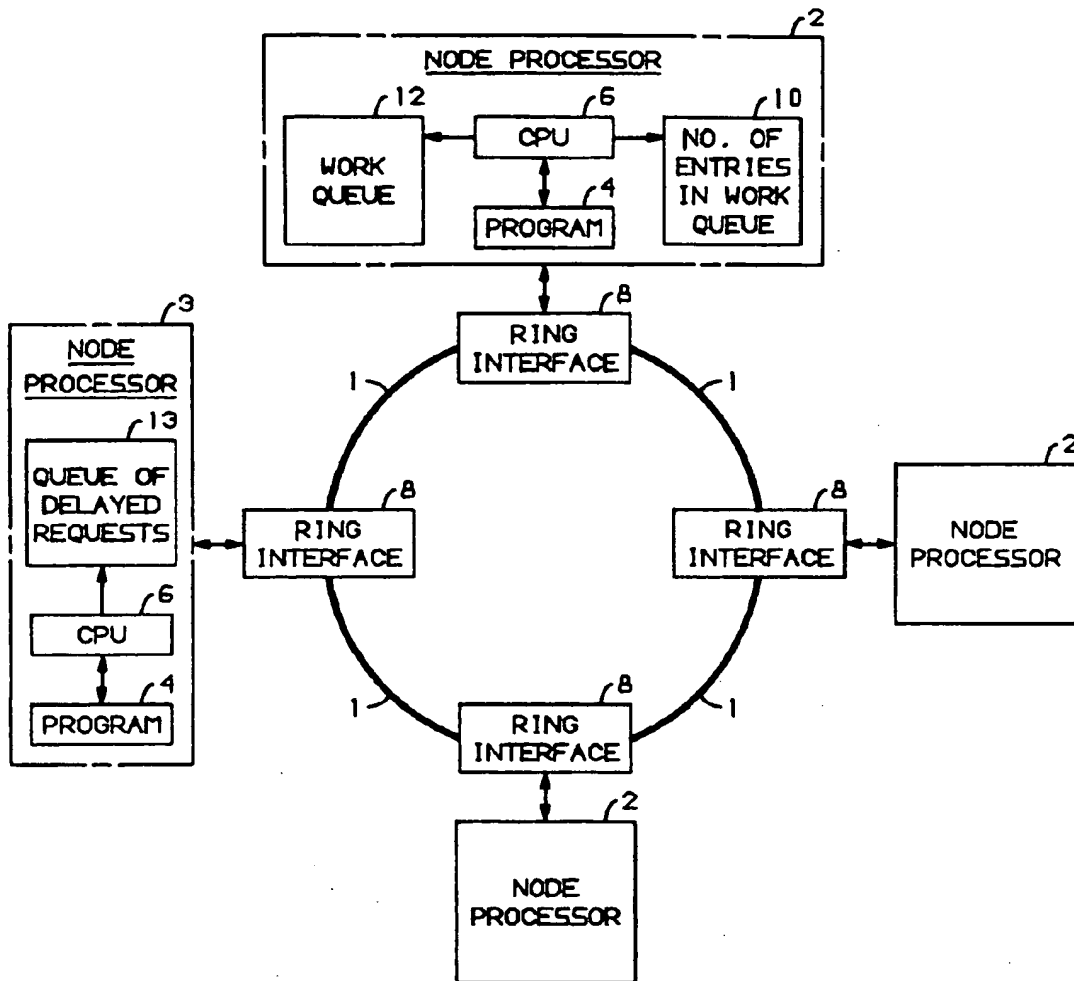 2
NODE PROCESSOR
12
6
10
WORK
QUEUE
CPU
NO. OF
ENTRIES
IN WORK
QUEUE
4
PROGRAM
8
RING
INTERFACE
3
NODE
PROCESSOR
13
QUEUE OF
DELAYED
REQUESTS
6
CPU
4
PROGRAM
1
1
8
RING
INTERFACE
8
RING
INTERFACE
2
NODE
PROCESSOR
1
1
8
RING
INTERFACE
2
NODE
PROCESSOR